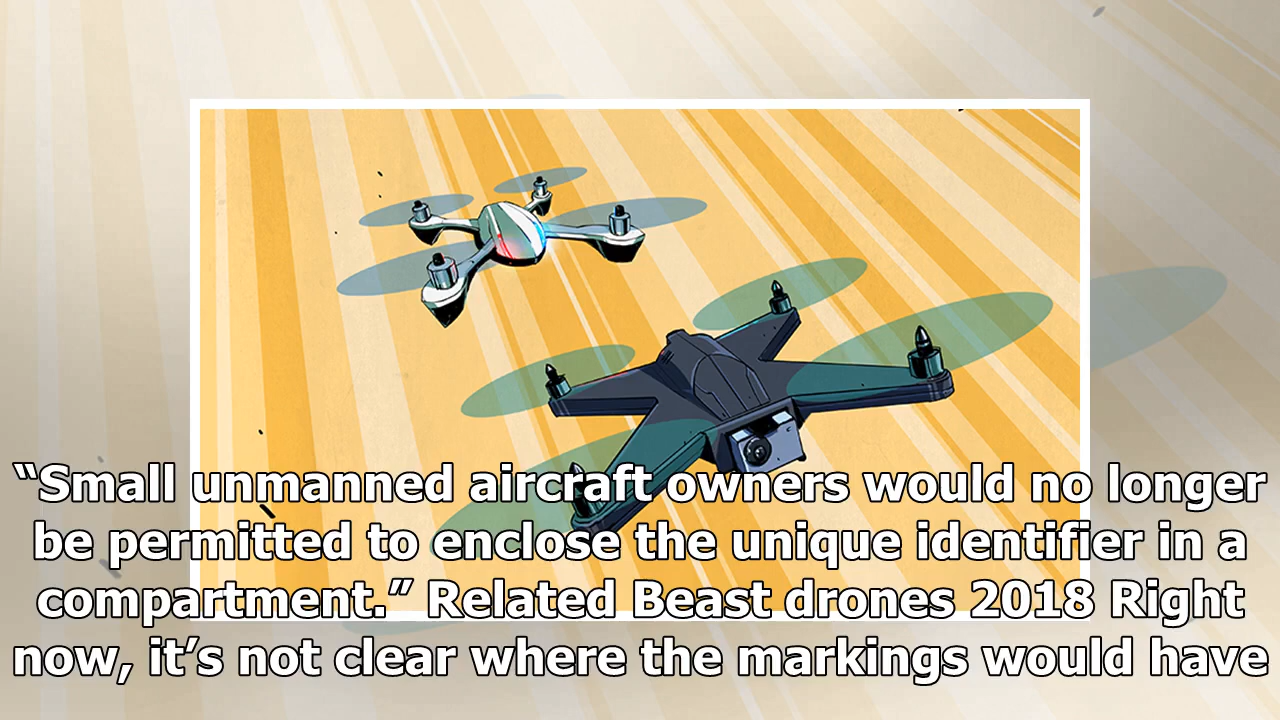 “Small unmanned aircraft owners would no longer
be permitted to enclose the unique identifier in a
compartment.” Related Beast drones 2018 Right
now, it’s not clear where the markings would have